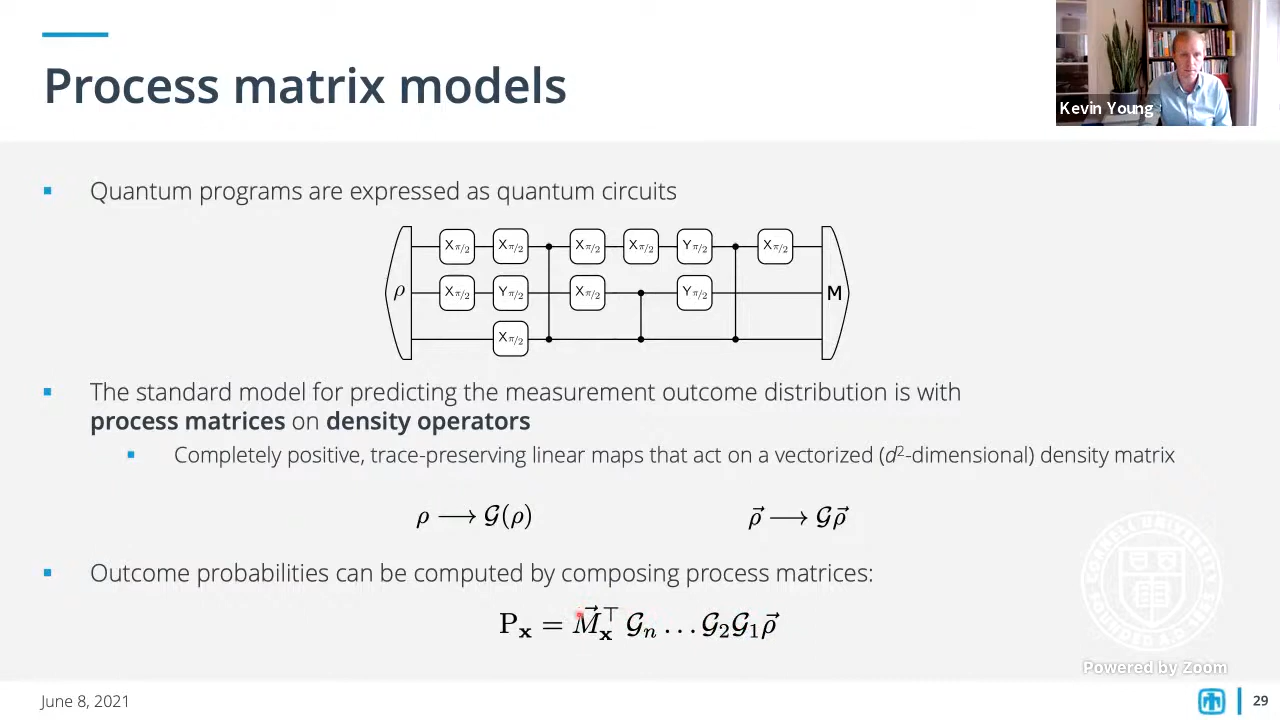 Process matrix models
Kevin Young
Quantum programs are expressed as quantum circuits
Xπ/2 Xπ/2 Xπ/2 Xπ/2 Yπ/2 Xπ/2
ρ Xπ/2 Yπ/2 Xπ/2 Yπ/2 M
Xπ/2
The standard model for predicting the measurement outcome distribution is with
process matrices on density operators
Completely positive, trace-preserving linear maps that act on a vectorized (d²-dimensional) density matrix
ρ ⟶ 𝒢(ρ) ρ⃗ ⟶ 𝒢ρ⃗
Outcome probabilities can be computed by composing process matrices:
Pₓ = M⃗ₓ⊤ 𝒢ₙ … 𝒢₂𝒢₁ρ⃗
CORNELL UNIVERSITY
FOUNDED A.D. 1865
Powered by Zoom
June 8, 2021
29